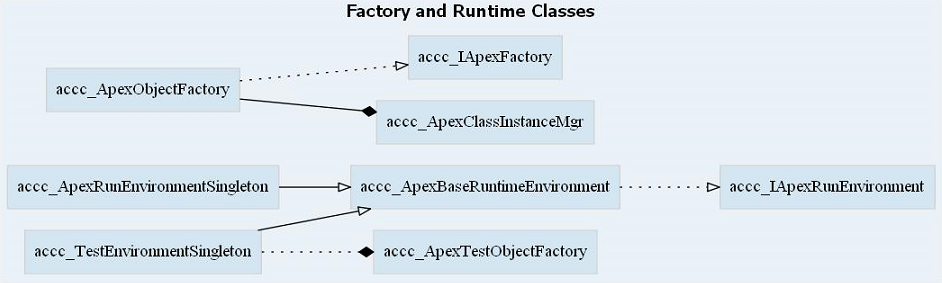 Factory and Runtime Classes
accc_IApexFactory
accc_ApexObjectFactory
accc_ApexClassInstanceMgr
accc_ApexRunEnvironmentSingleton
accc_ApexBaseRuntimeEnvironment
accc_IApexRunEnvironment
accc_TestEnvironmentSingleton
accc_ApexTestObjectFactory